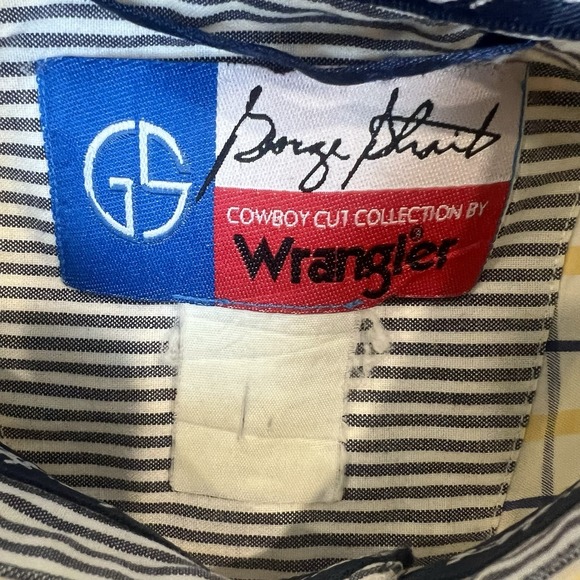 GS
George Strait
COWBOY CUT COLLECTION BY
Wrangler®